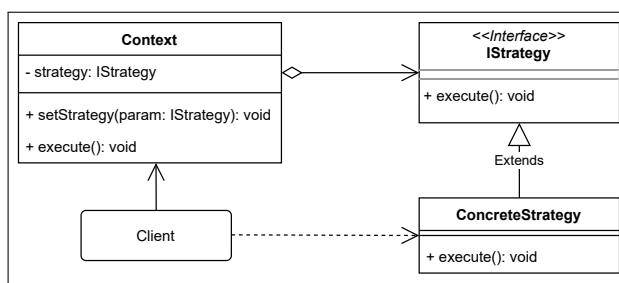 Context
- strategy: IStrategy
+ setStrategy(param: IStrategy): void
+ execute(): void
<<Interface>>
IStrategy
+ execute(): void
Extends
Client
ConcreteStrategy
+ execute(): void